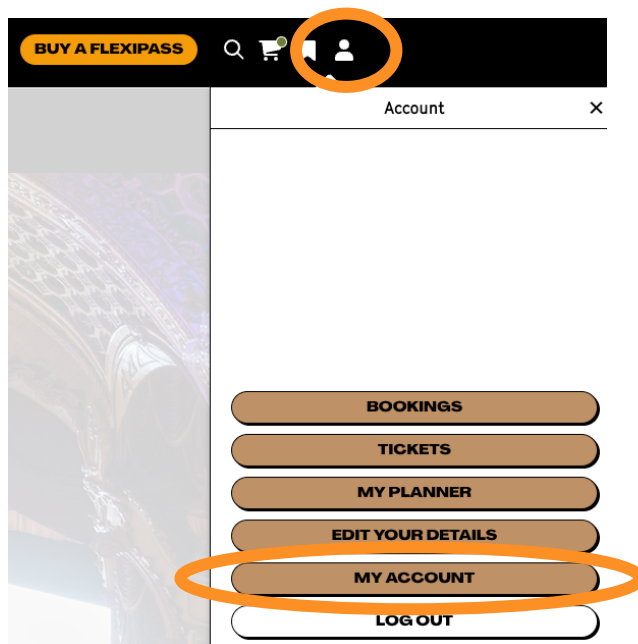 BUY A FLEXIPASS
Account
BOOKINGS
TICKETS
MY PLANNER
EDIT YOUR DETAILS
MY ACCOUNT
LOG OUT